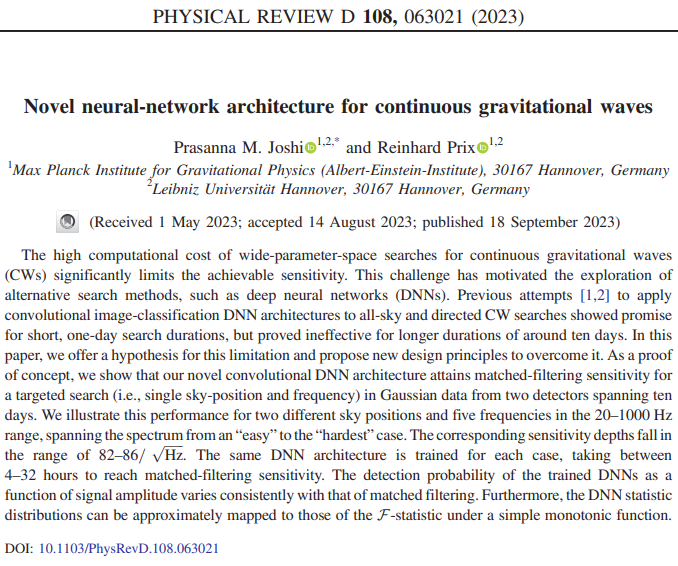 PHYSICAL REVIEW D 108, 063021 (2023)
Novel neural-network architecture for continuous gravitational waves
Prasanna M. Joshi 1,2,* and Reinhard Prix 1,2
1Max Planck Institute for Gravitational Physics (Albert-Einstein-Institute), 30167 Hannover, Germany
2Leibniz Universität Hannover, 30167 Hannover, Germany
(Received 1 May 2023; accepted 14 August 2023; published 18 September 2023)
The high computational cost of wide-parameter-space searches for continuous gravitational waves
(CWs) significantly limits the achievable sensitivity. This challenge has motivated the exploration of
alternative search methods, such as deep neural networks (DNNs). Previous attempts [1,2] to apply
convolutional image-classification DNN architectures to all-sky and directed CW searches showed promise
for short, one-day search durations, but proved ineffective for longer durations of around ten days. In this
paper, we offer a hypothesis for this limitation and propose new design principles to overcome it. As a proof
of concept, we show that our novel convolutional DNN architecture attains matched-filtering sensitivity for
a targeted search (i.e., single sky-position and frequency) in Gaussian data from two detectors spanning ten
days. We illustrate this performance for two different sky positions and five frequencies in the 20–1000 Hz
range, spanning the spectrum from an “easy” to the “hardest” case. The corresponding sensitivity depths fall in
the range of 82–86/ √Hz. The same DNN architecture is trained for each case, taking between
4–32 hours to reach matched-filtering sensitivity. The detection probability of the trained DNNs as a
function of signal amplitude varies consistently with that of matched filtering. Furthermore, the DNN statistic
distributions can be approximately mapped to those of the ℱ-statistic under a simple monotonic function.
DOI: 10.1103/PhysRevD.108.063021